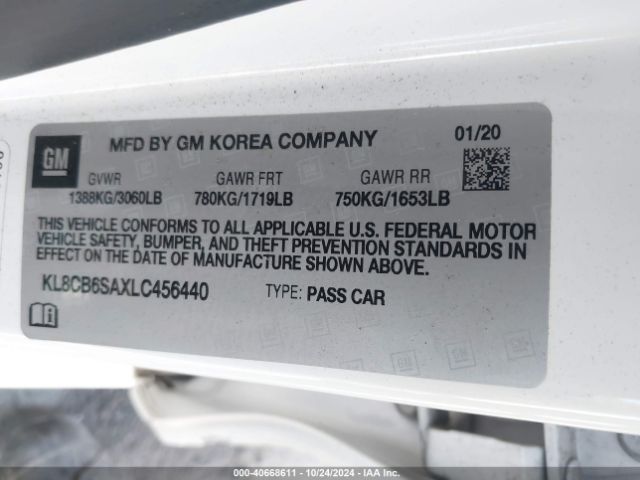 GM
MFD BY GM KOREA COMPANY 01/20
GVWR GAWR FRT GAWR RR
1388KG/3060LB 780KG/1719LB 750KG/1653LB
THIS VEHICLE CONFORMS TO ALL APPLICABLE U.S. FEDERAL MOTOR
VEHICLE SAFETY, BUMPER, AND THEFT PREVENTION STANDARDS IN
EFFECT ON THE DATE OF MANUFACTURE SHOWN ABOVE.
KL8CB6SAXLC456440 TYPE: PASS CAR
000-40668611 | 10/24/2024 | IAA Inc.